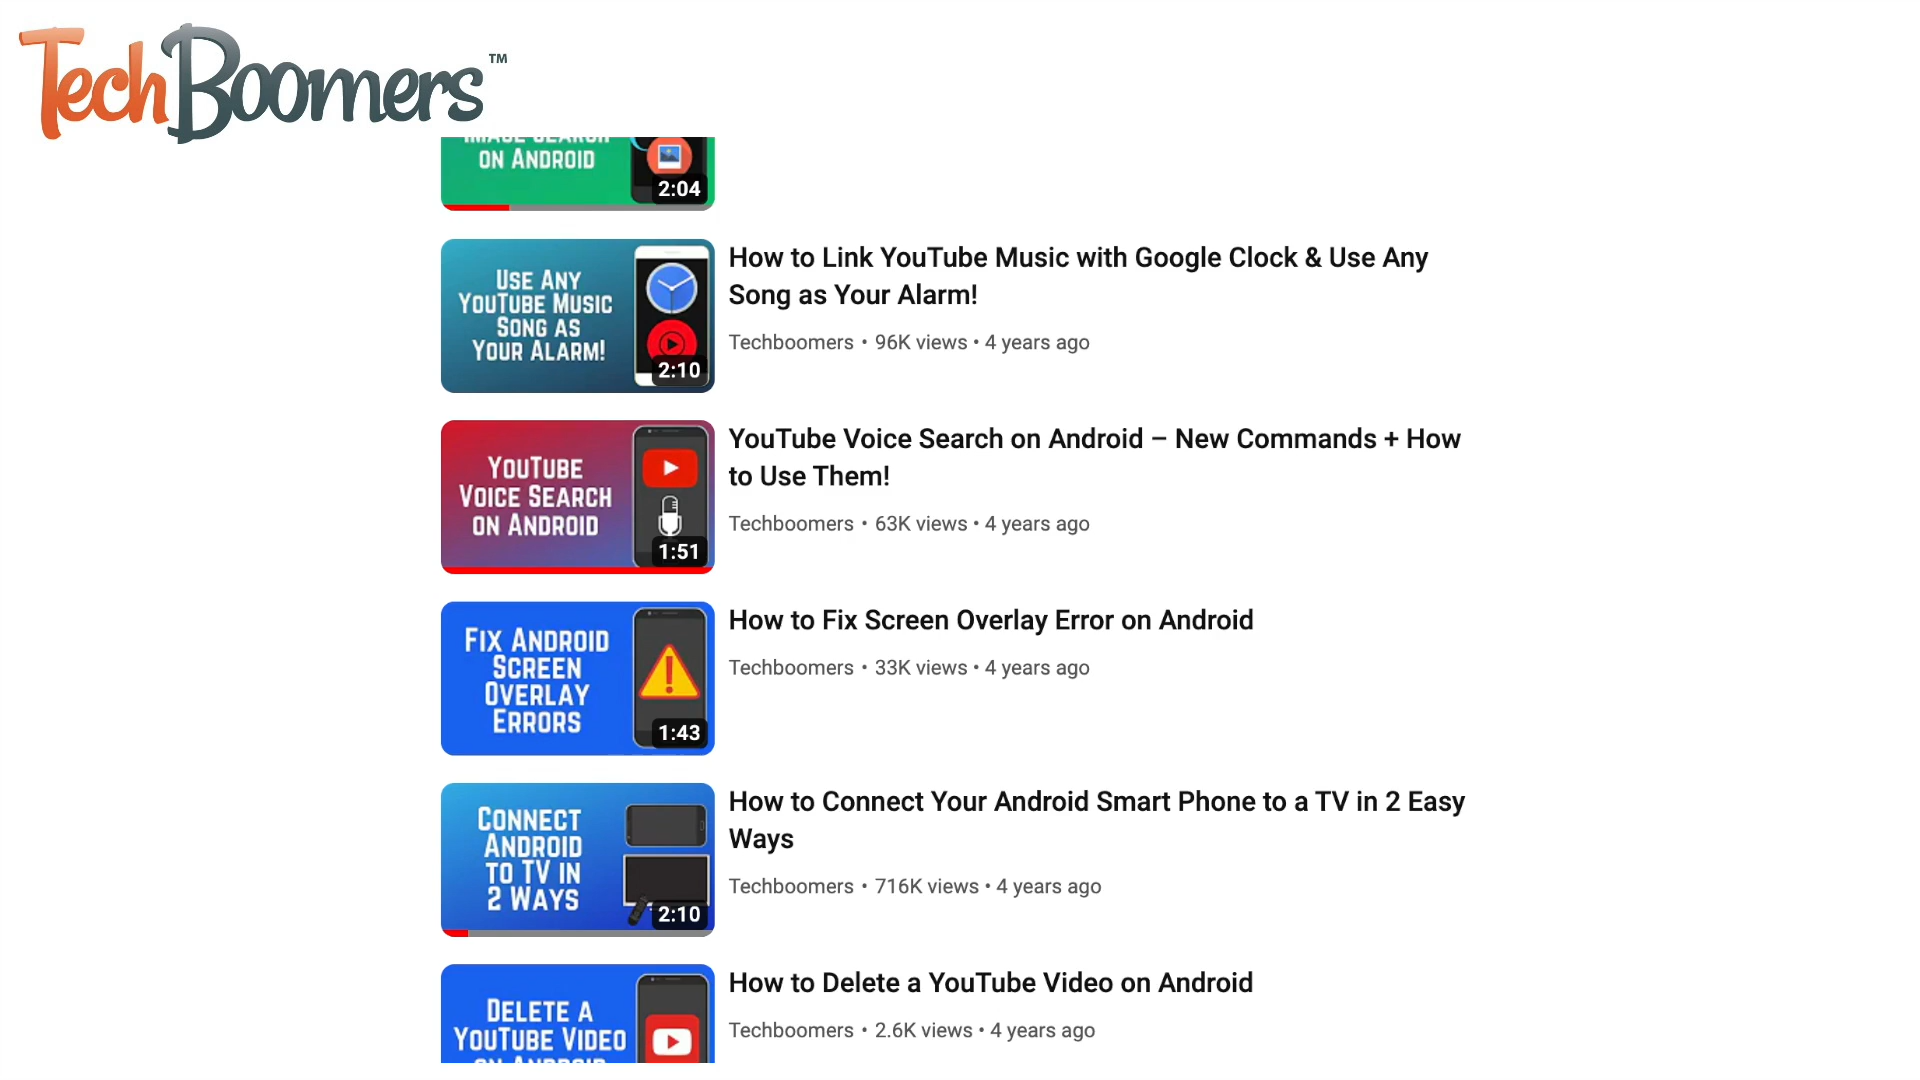 TechBoomers™
IMAGE SEARCH
ON ANDROID
2:04
USE ANY
YOUTUBE MUSIC
SONG AS
YOUR ALARM!
2:10
How to Link YouTube Music with Google Clock & Use Any
Song as Your Alarm!
Techboomers • 96K views • 4 years ago
YOUTUBE
VOICE SEARCH
ON ANDROID
1:51
YouTube Voice Search on Android – New Commands + How
to Use Them!
Techboomers • 63K views • 4 years ago
FIX ANDROID
SCREEN
OVERLAY
ERRORS
1:43
How to Fix Screen Overlay Error on Android
Techboomers • 33K views • 4 years ago
CONNECT
ANDROID
TO TV IN
2 WAYS
2:10
How to Connect Your Android Smart Phone to a TV in 2 Easy
Ways
Techboomers • 716K views • 4 years ago
DELETE A
YOUTUBE VIDEO
ON ANDROID
How to Delete a YouTube Video on Android
Techboomers • 2.6K views • 4 years ago